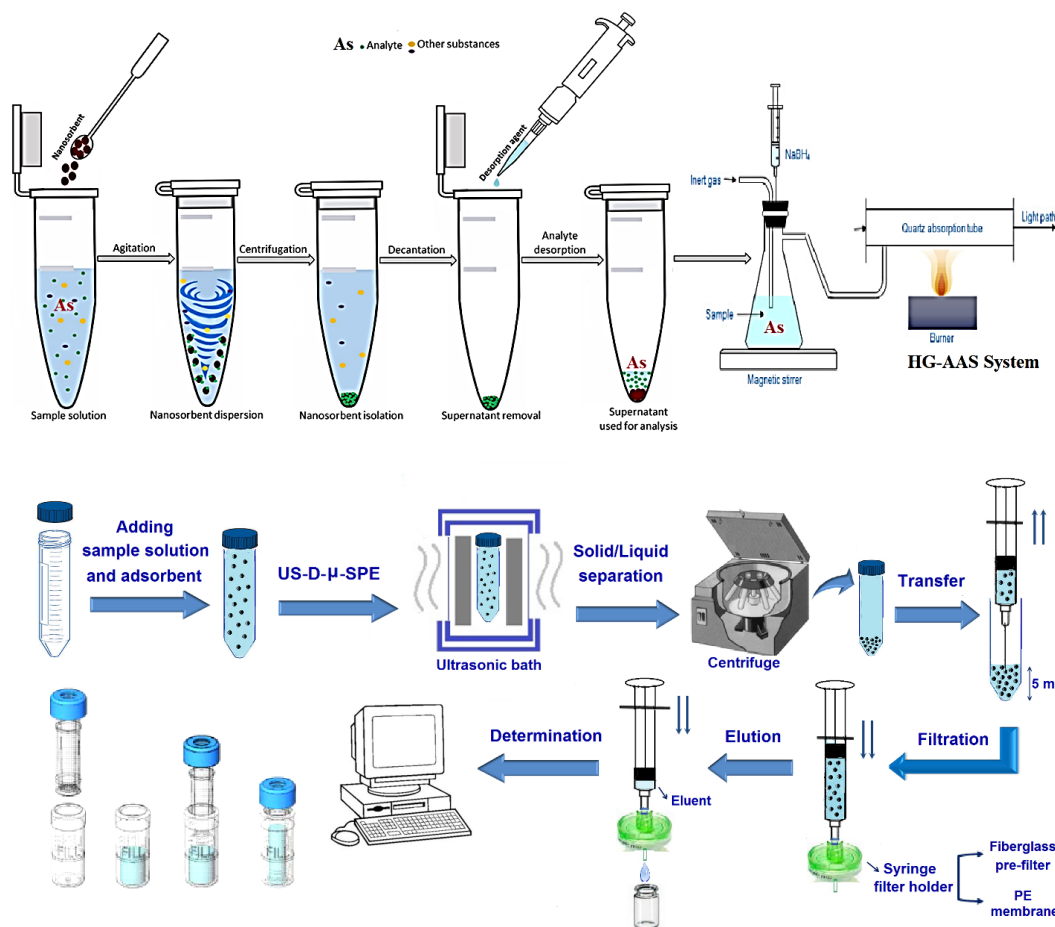 As Analyte Other substances
Nanosorbent
Desorption agent
NaBH₄
Inert gas
Light path
Quartz absorption tube
Agitation
Centrifugation
Decantation
Analyte
desorption
As
As
Sample
As
Burner
HG-AAS System
Magnetic stirrer
Sample solution
Nanosorbent dispersion
Nanosorbent isolation
Supernatant removal
Supernatant
used for analysis
Adding
sample solution
and adsorbent
US-D-μ-SPE
Ultrasonic bath
Solid/Liquid
separation
Centrifuge
Transfer
5 m
Filtration
Elution
Determination
Eluent
Syringe
filter holder
Fiberglass
pre-filter
PE
membrane
FILL
FILL
FILL
FILL